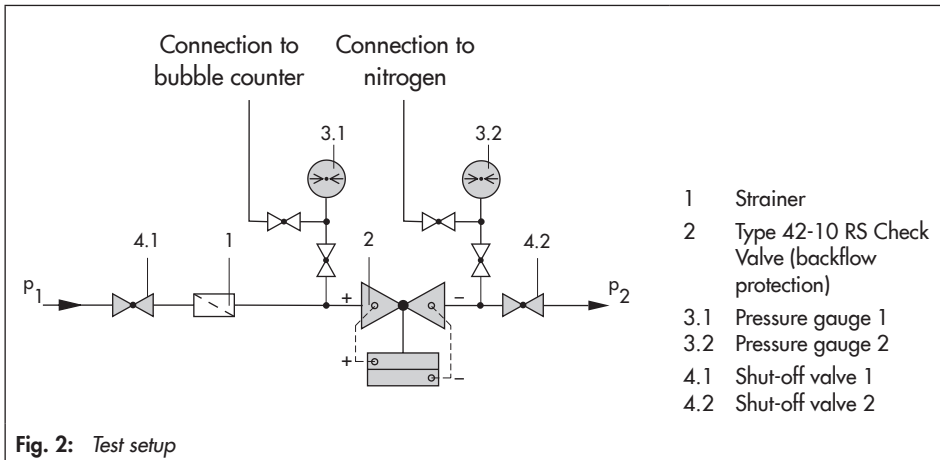 Connection to
bubble counter
Connection to
nitrogen
3.1
3.2
4.1
1
2
4.2
p1
+
–
p2
+
–
1 Strainer
2 Type 42-10 RS Check
Valve (backflow
protection)
3.1 Pressure gauge 1
3.2 Pressure gauge 2
4.1 Shut-off valve 1
4.2 Shut-off valve 2
Fig. 2: Test setup